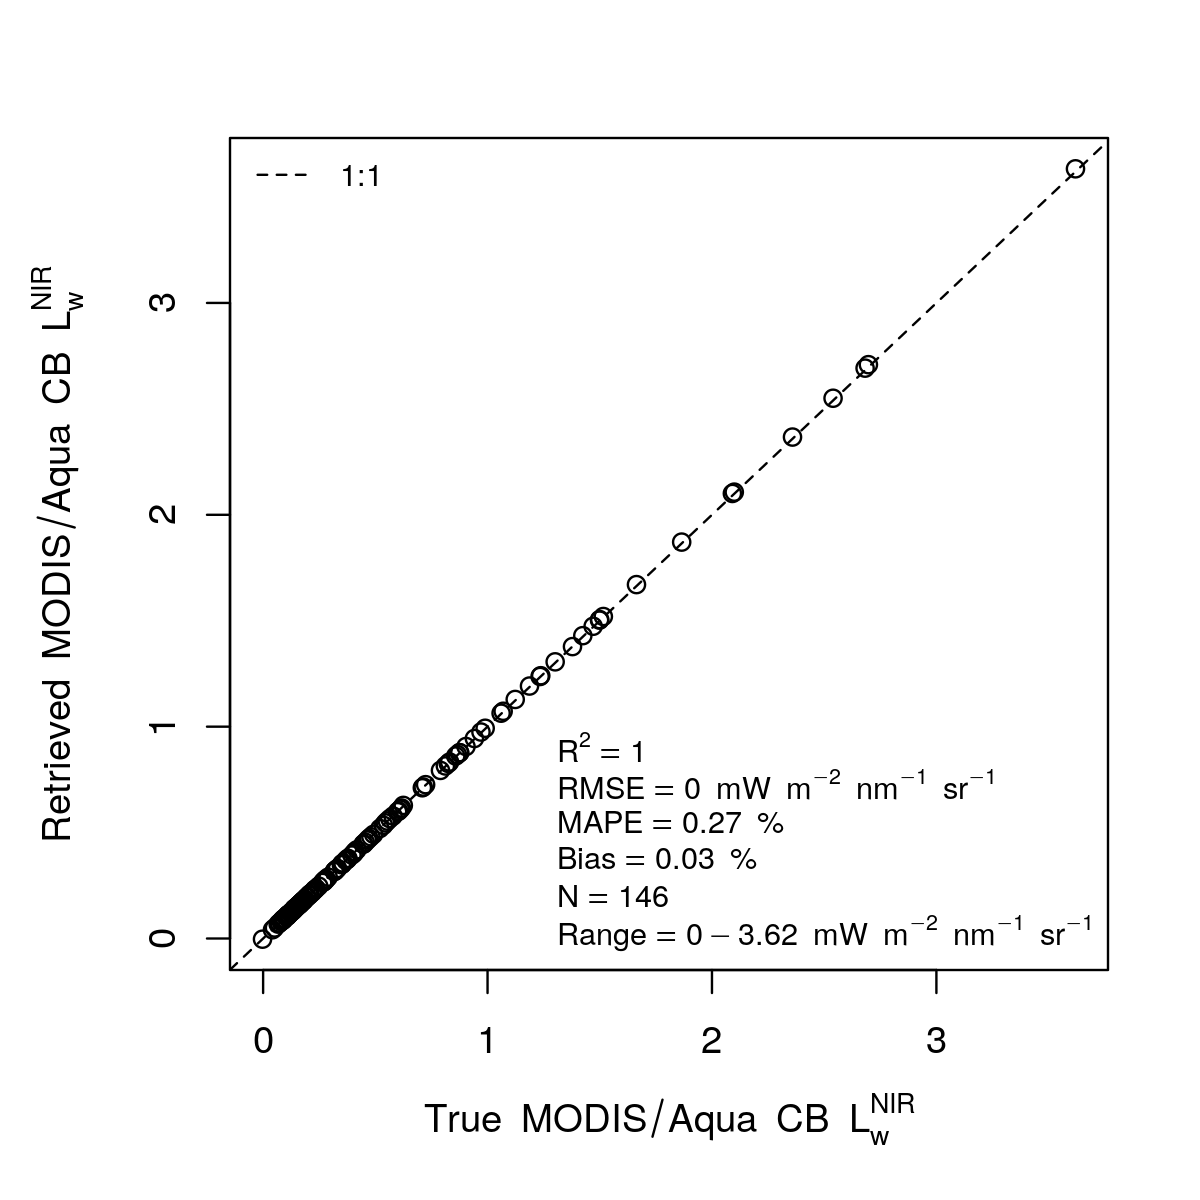 1:1
Retrieved MODIS/Aqua CB L_w^NIR
3
2
1
0
R² = 1
RMSE = 0 mW m⁻² nm⁻¹ sr⁻¹
MAPE = 0.27 %
Bias = 0.03 %
N = 146
Range = 0 – 3.62 mW m⁻² nm⁻¹ sr⁻¹
0 1 2 3
True MODIS/Aqua CB L_w^NIR